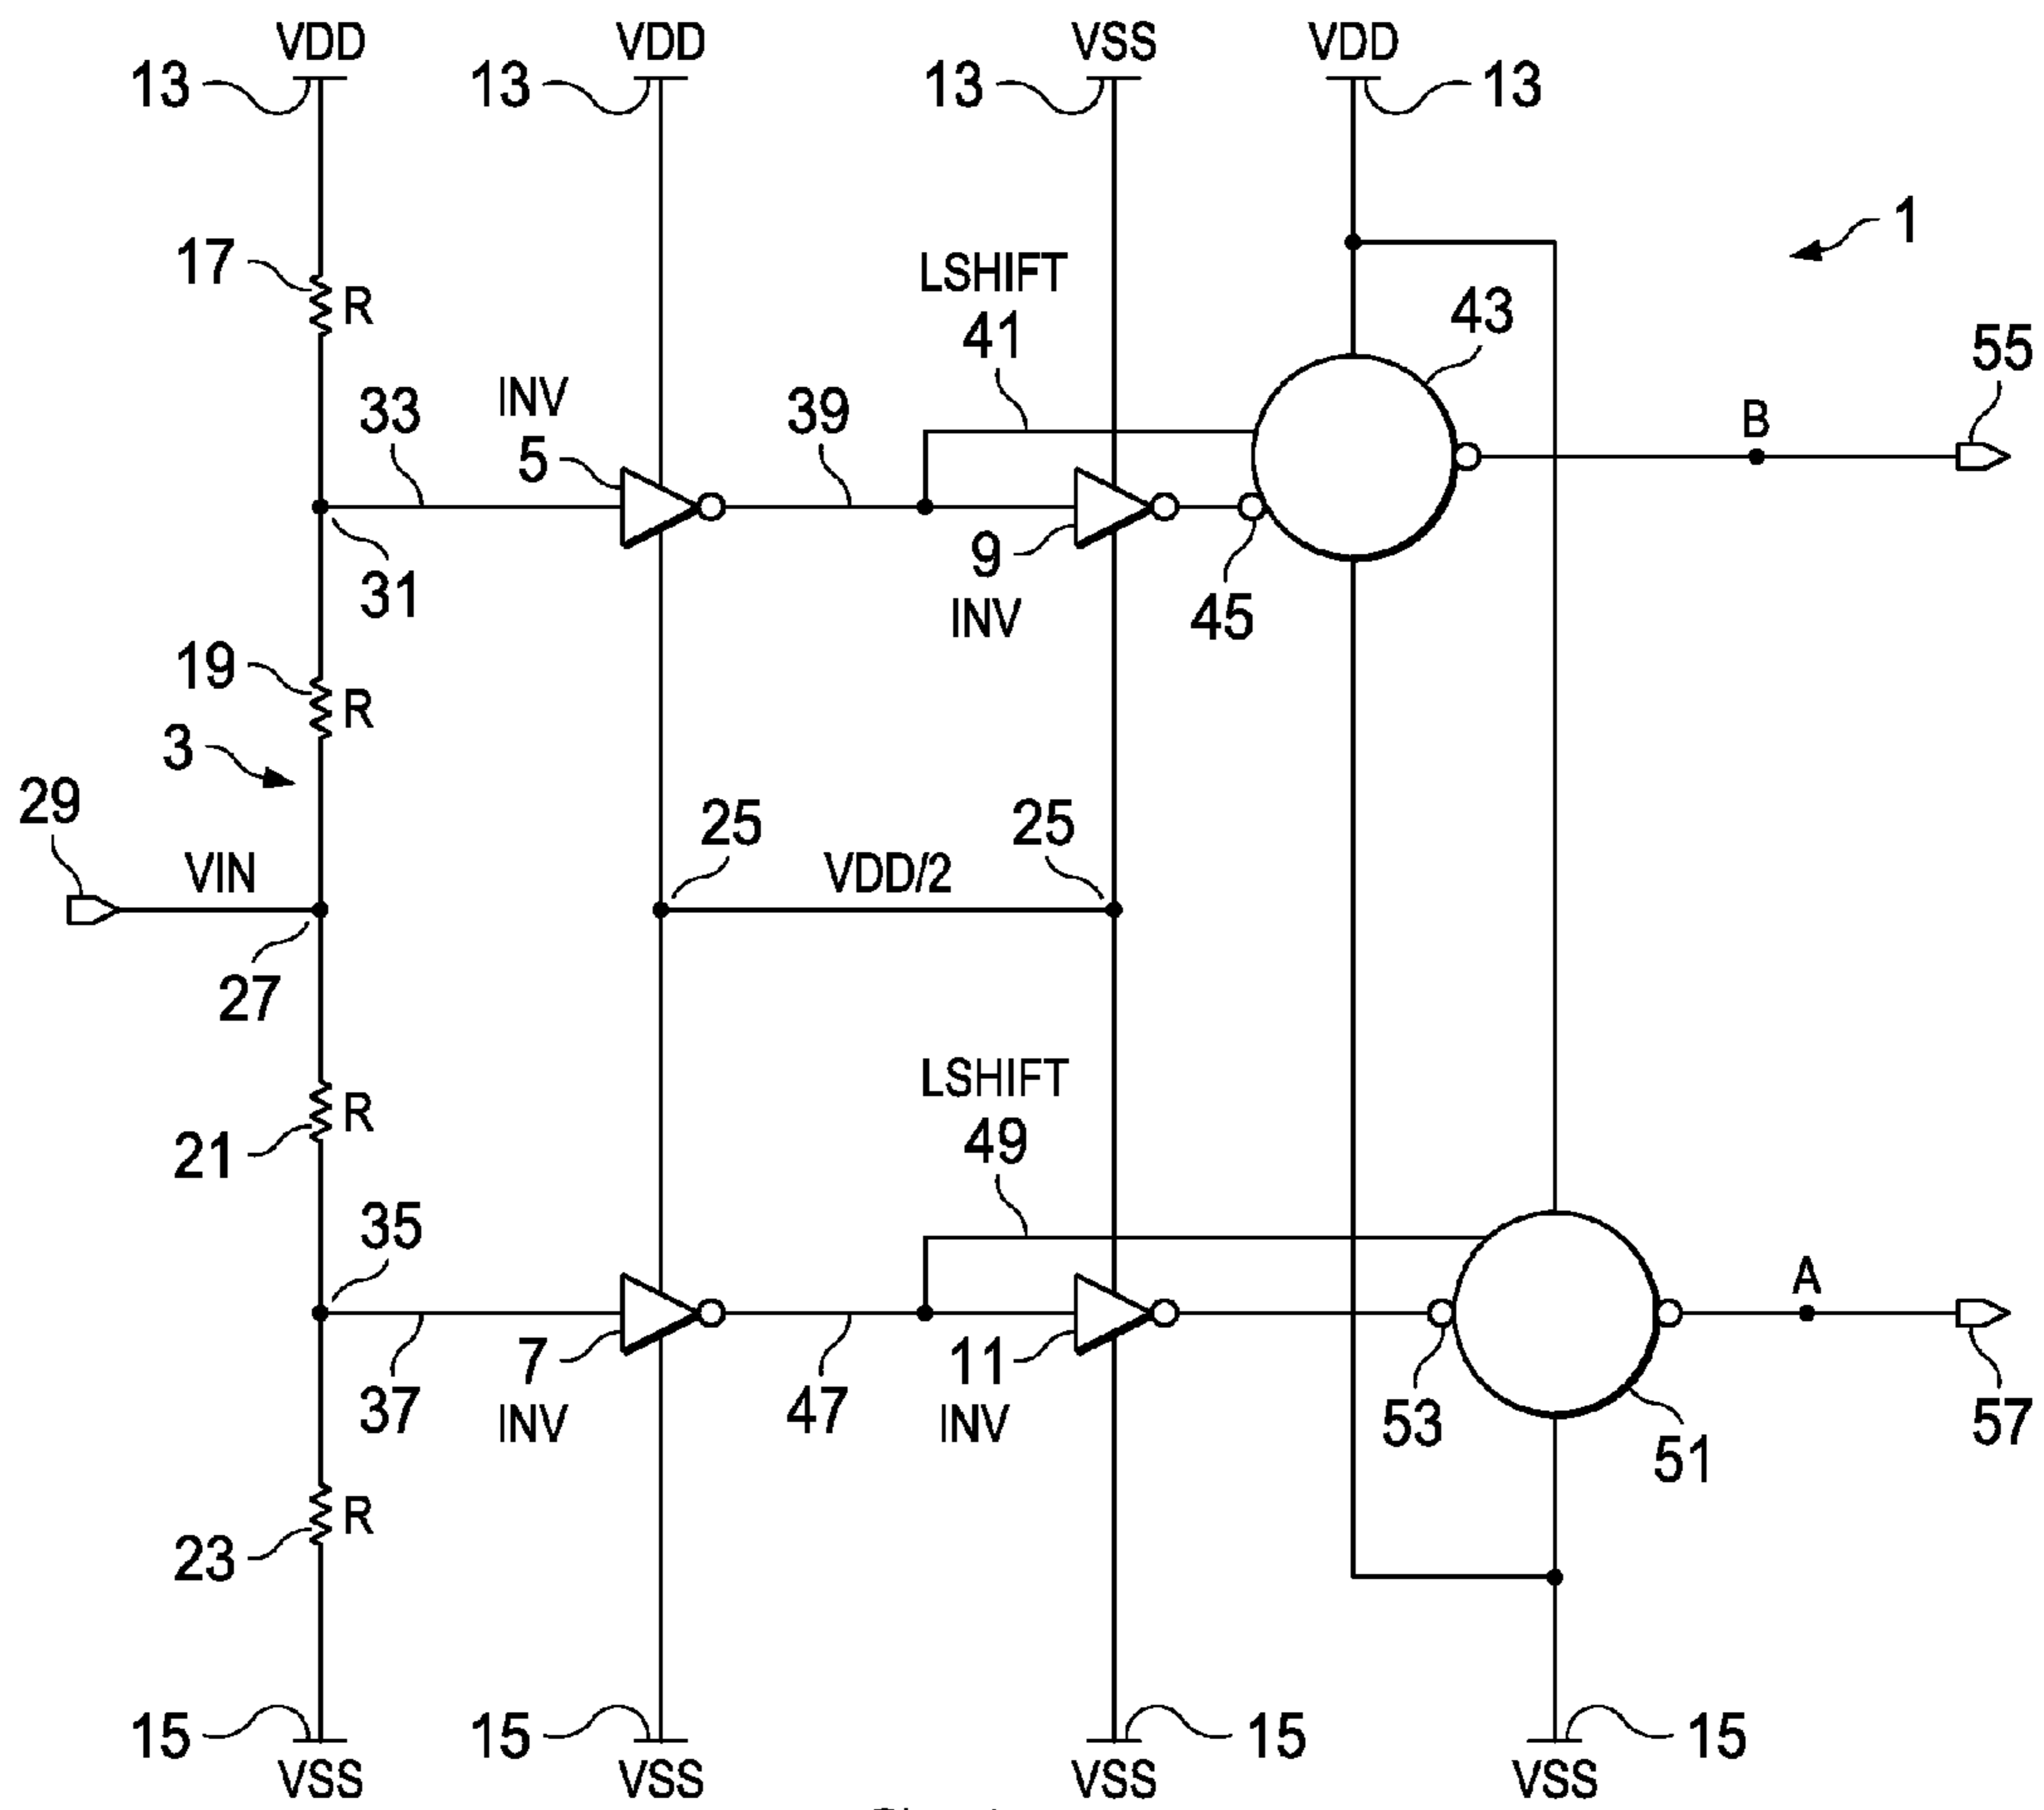 VDD VDD VSS VDD
13 13 13 13
1
17 R
LSHIFT
41
43
55
33
INV
5
39
B
31
9
INV
45
19 R
3
29
VIN
25
VDD/2
25
27
LSHIFT
49
21 R
35
A
37
7
INV
47
11
INV
53
51
57
23 R
15 15 15 15
VSS VSS VSS VSS